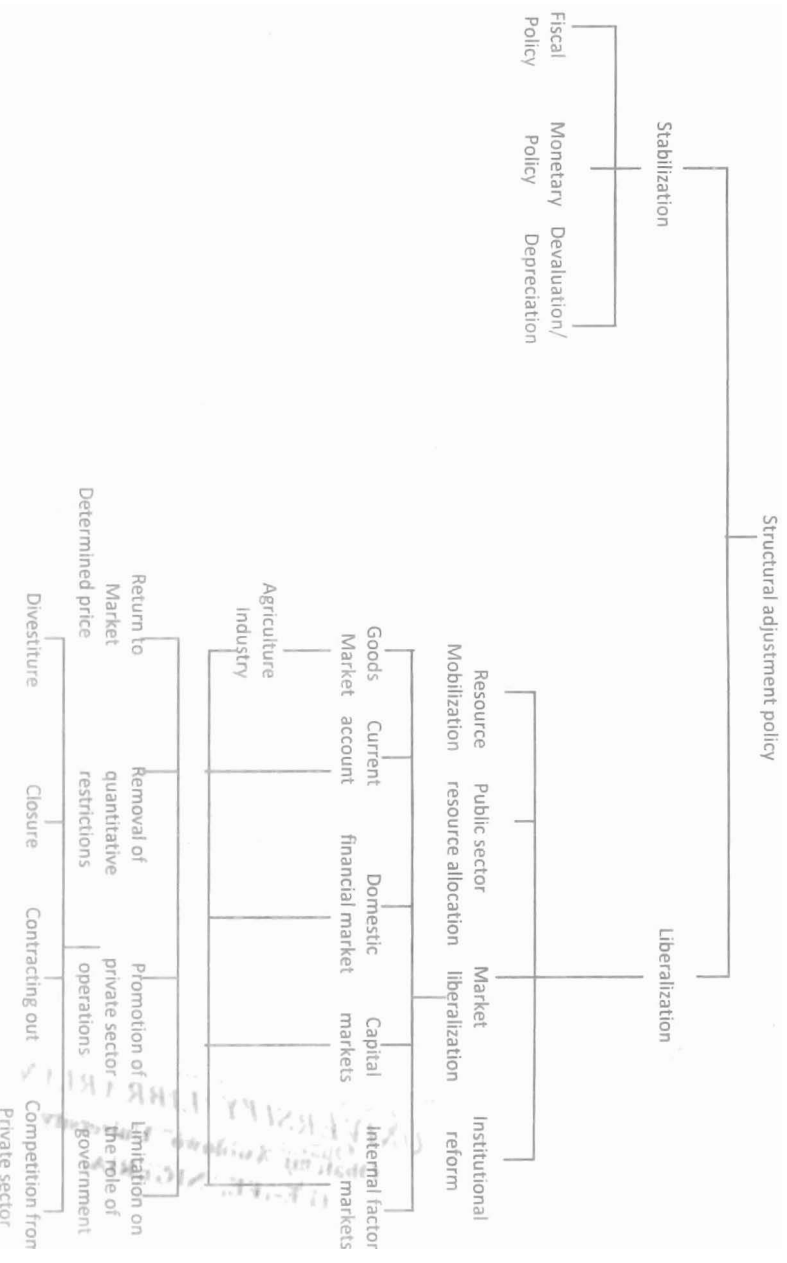 Structural adjustment policy
Stabilization
Liberalization
Fiscal
Policy
Monetary
Policy
Devaluation/
Depreciation
Resource
Mobilization
Public sector
resource allocation
Market
liberalization
Institutional
reform
Goods
Market
Current
account
Domestic
financial market
Capital
markets
Internal factor
markets
Agriculture
industry
Return to
Market
Determined price
Removal of
quantitative
restrictions
Promotion of
private sector
operations
Limitation on
the role of
government
Divestiture
Closure
Contracting out
Competition from
Private sector